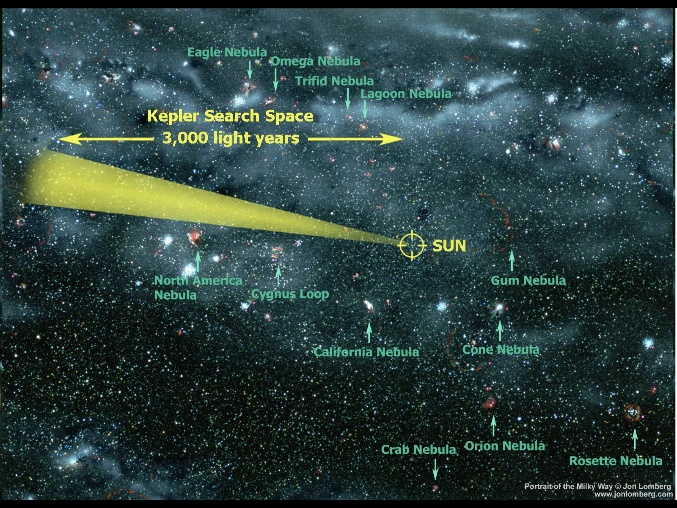 Eagle Nebula
Omega Nebula
Trifid Nebula
Lagoon Nebula
Kepler Search Space
3,000 light years
SUN
North America
Nebula
Cygnus Loop
Gum Nebula
California Nebula
Cone Nebula
Crab Nebula
Orion Nebula
Rosette Nebula
Portrait of the Milky Way © Jon Lomberg
www.jonlomberg.com